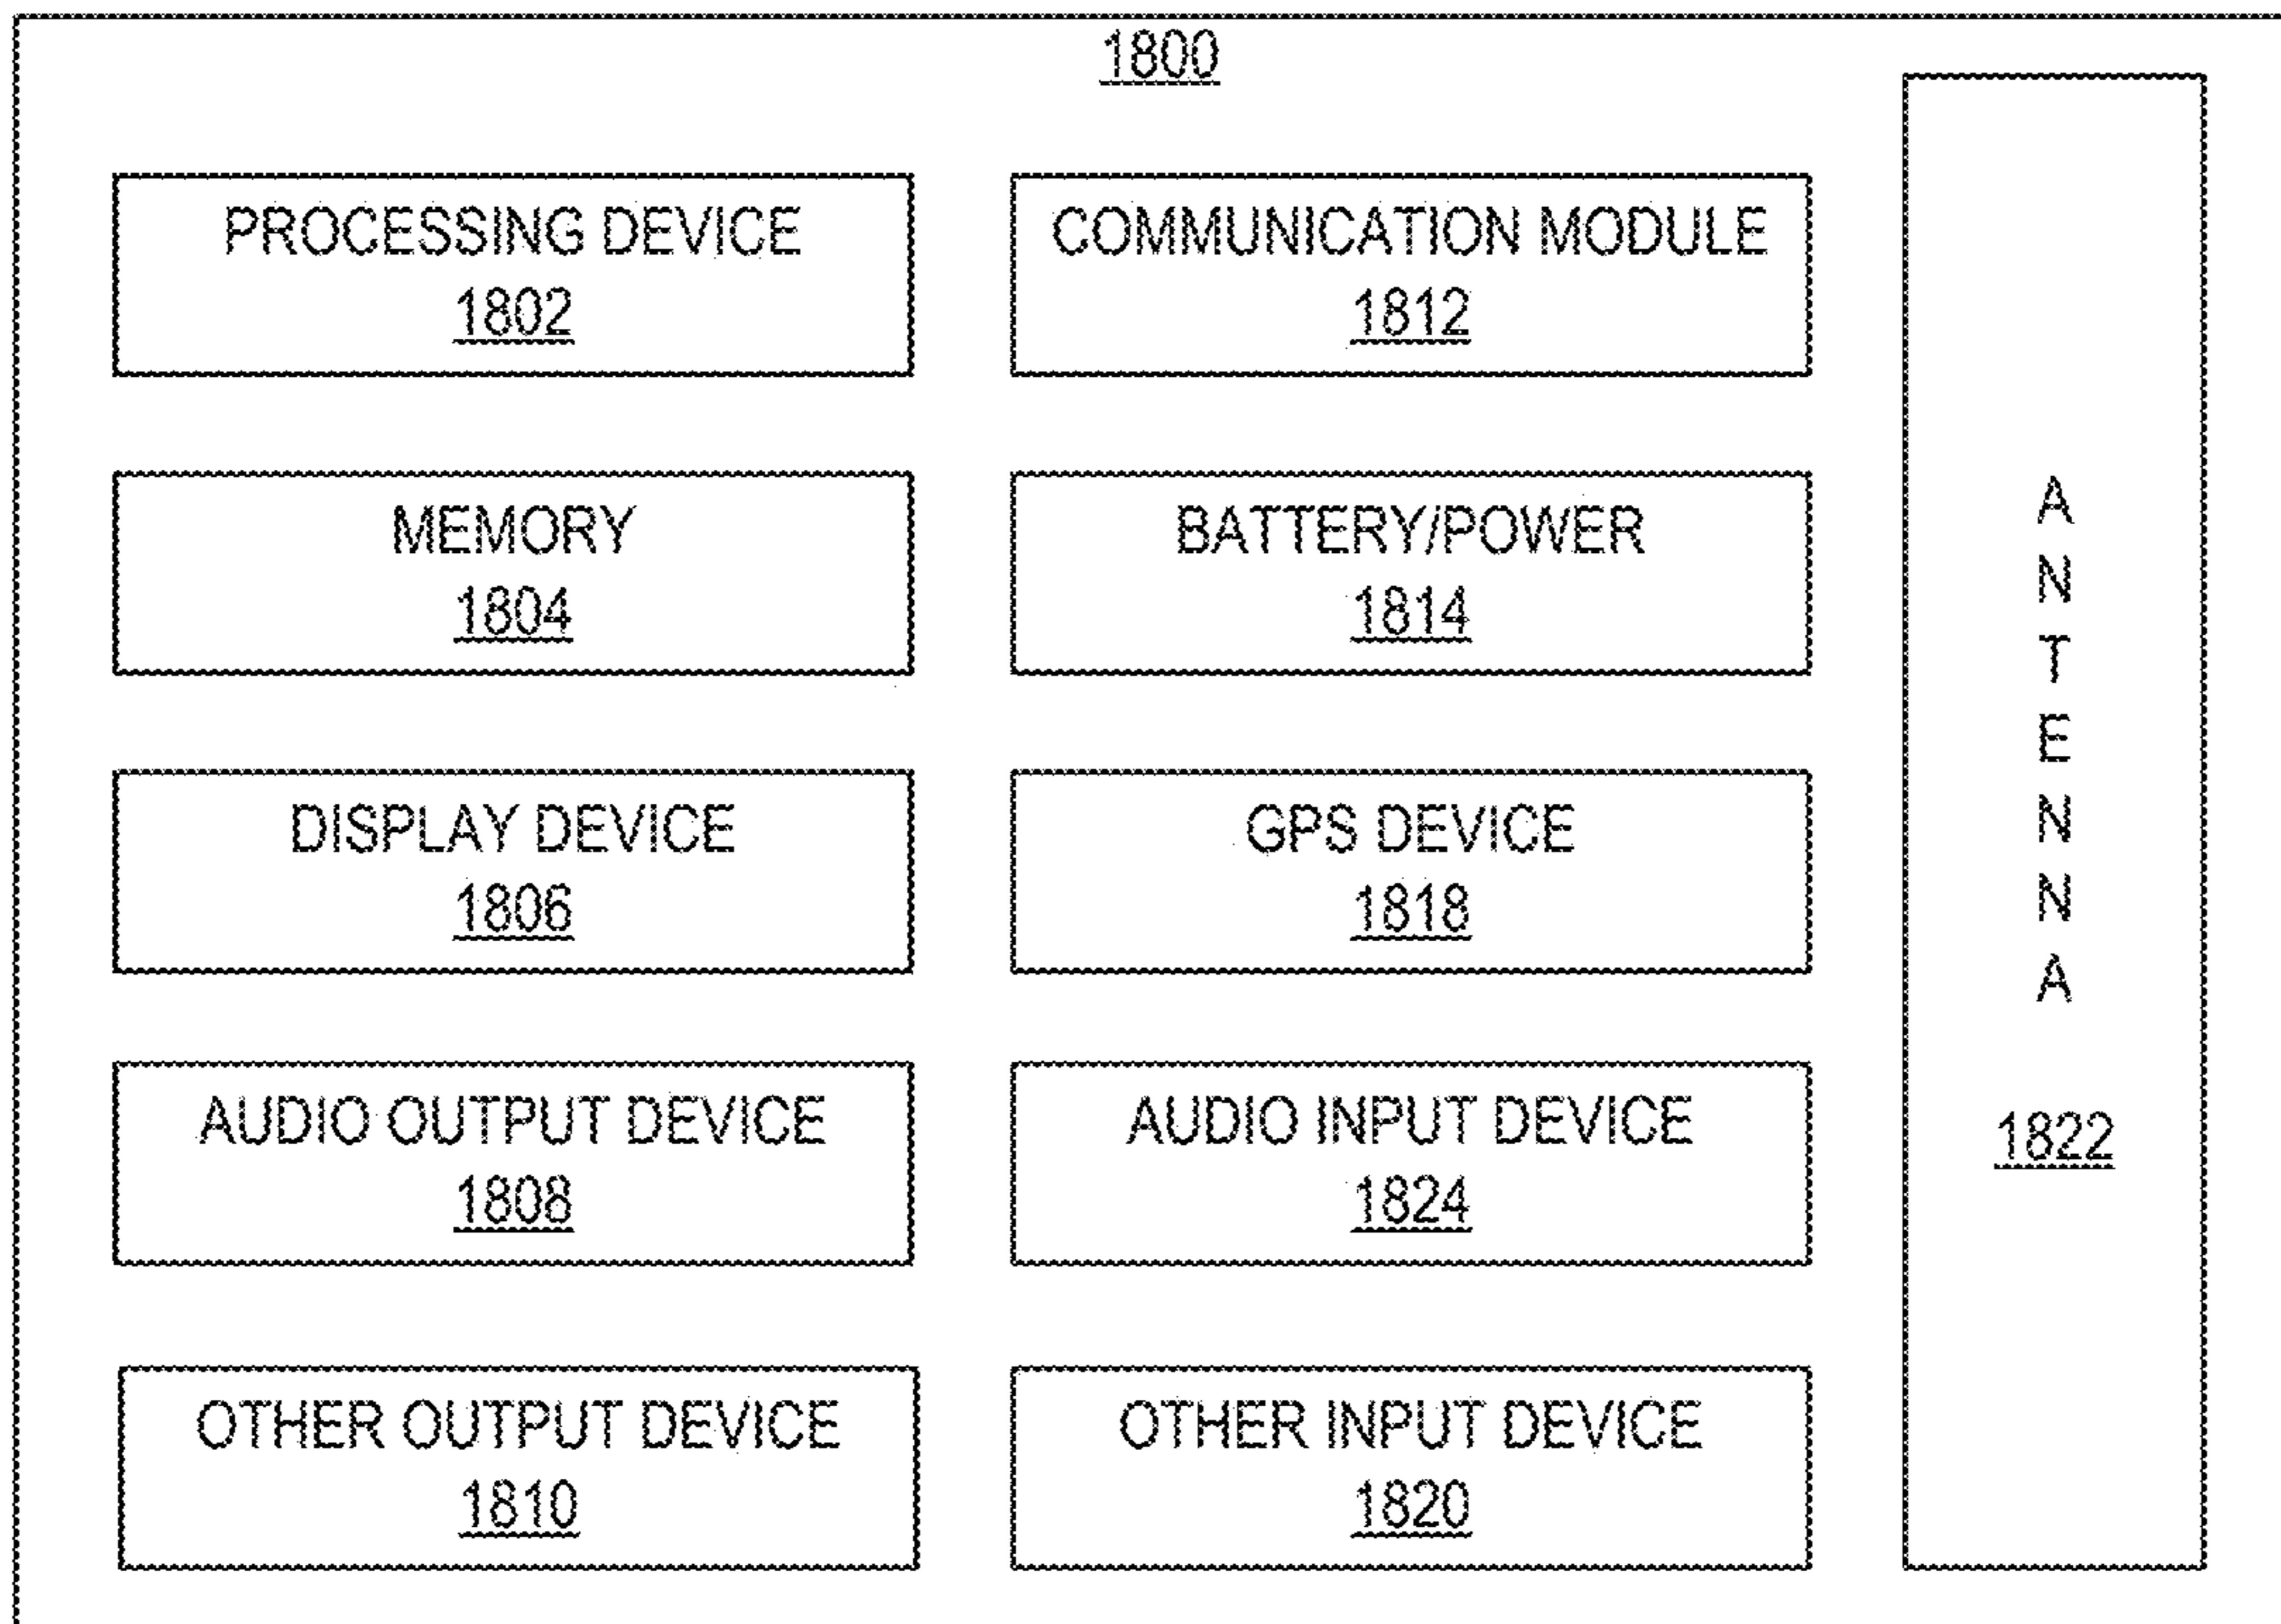 1800
PROCESSING DEVICE
1802
COMMUNICATION MODULE
1812
MEMORY
1804
BATTERY/POWER
1814
DISPLAY DEVICE
1806
GPS DEVICE
1818
AUDIO OUTPUT DEVICE
1808
AUDIO INPUT DEVICE
1824
OTHER OUTPUT DEVICE
1810
OTHER INPUT DEVICE
1820
A
N
T
E
N
N
A
1822